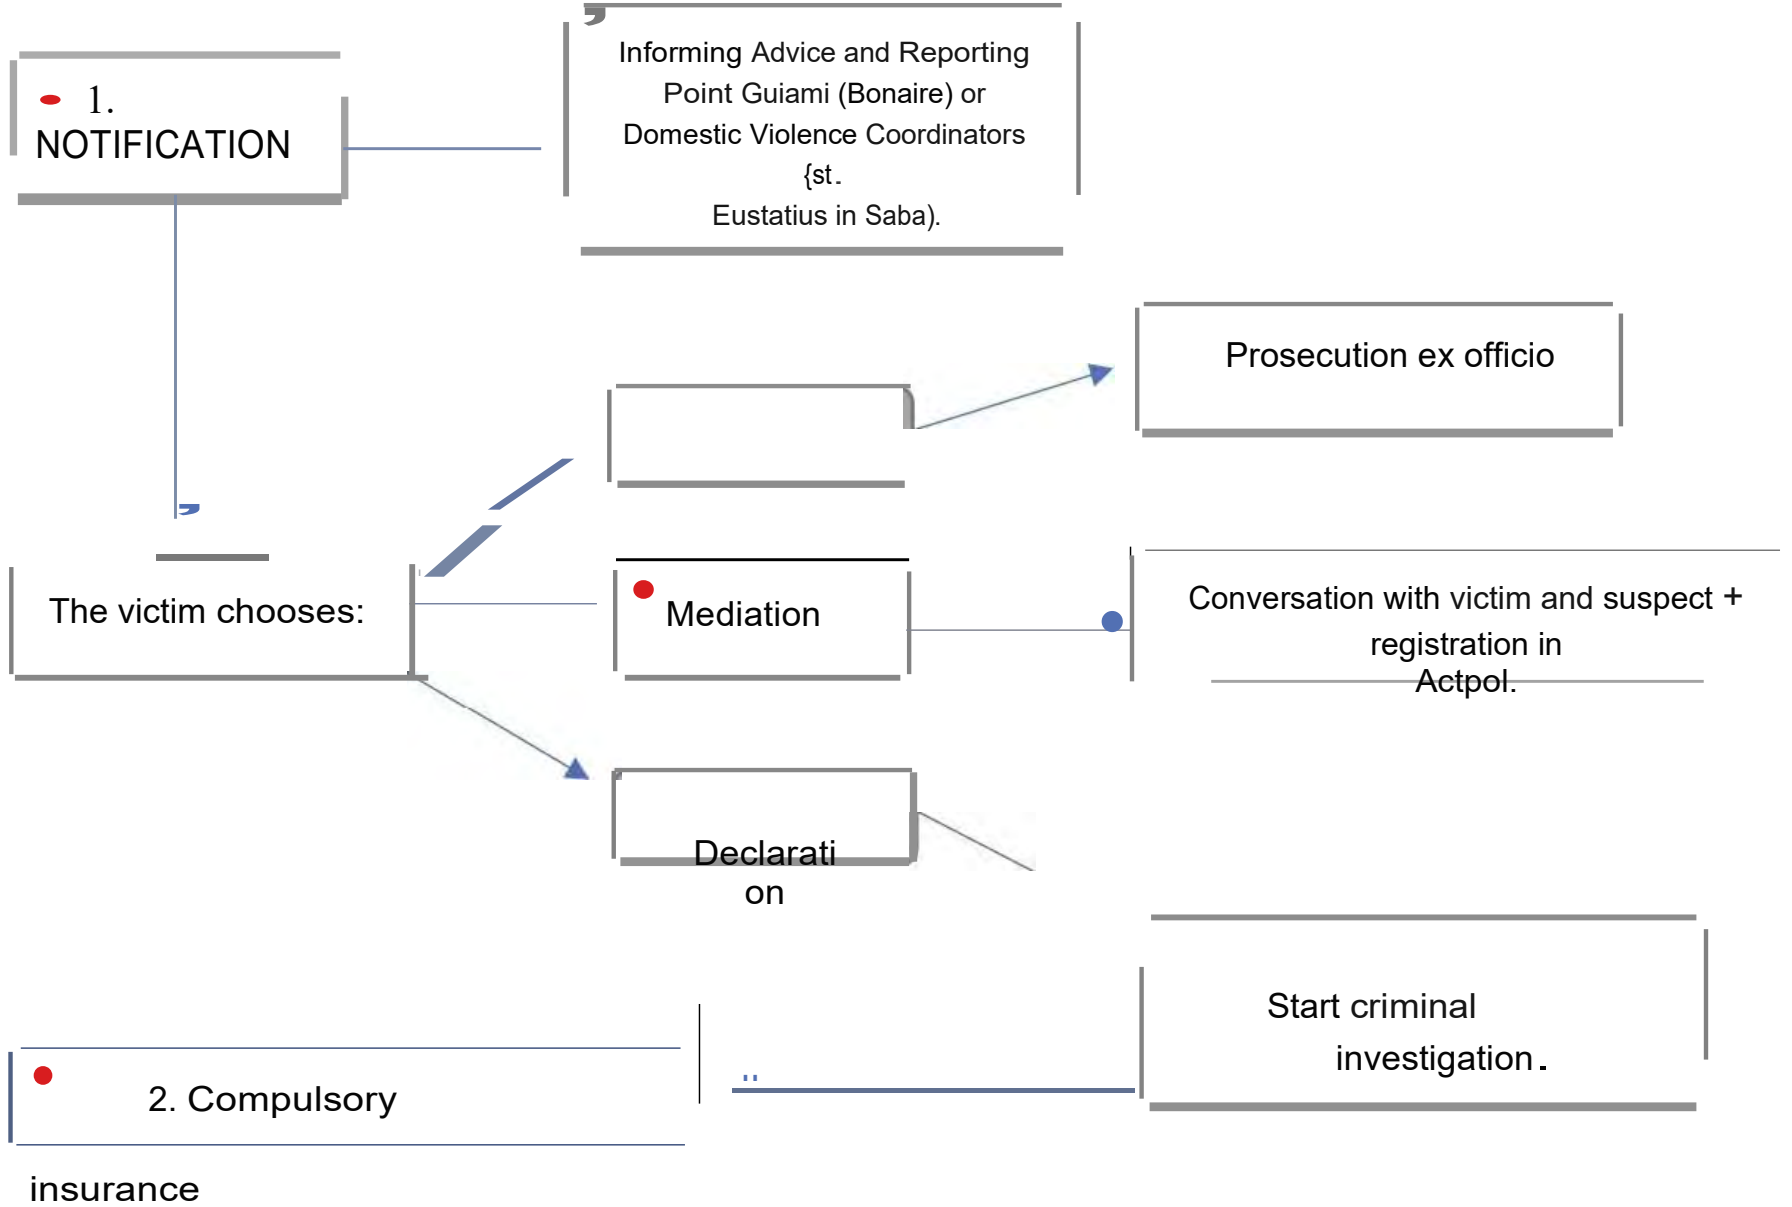 1.
NOTIFICATION
Informing Advice and Reporting
Point Guiami (Bonaire) or
Domestic Violence Coordinators
{st.
Eustatius in Saba).
Prosecution ex officio
The victim chooses:
Mediation
Conversation with victim and suspect +
registration in
Actpol.
Declarati
on
Start criminal
investigation.
2. Compulsory
insurance